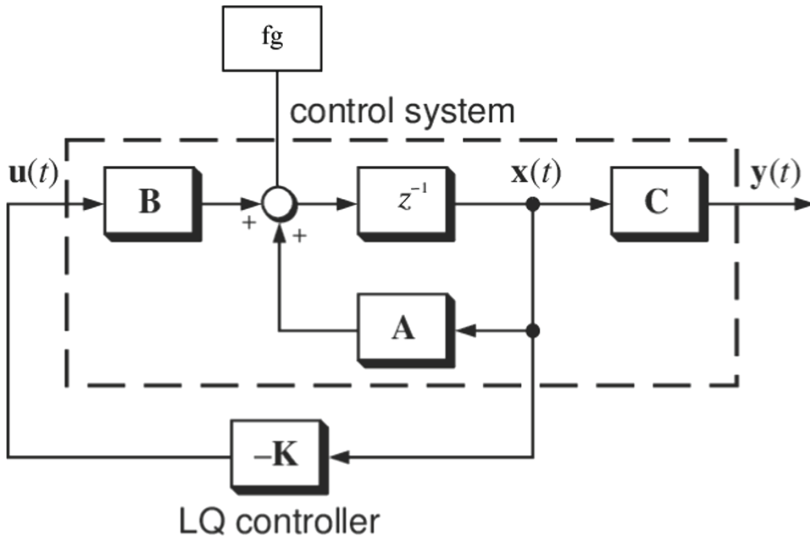 fg
control system
u(t)
B
z⁻¹
x(t)
C
y(t)
+
+
A
–K
LQ controller